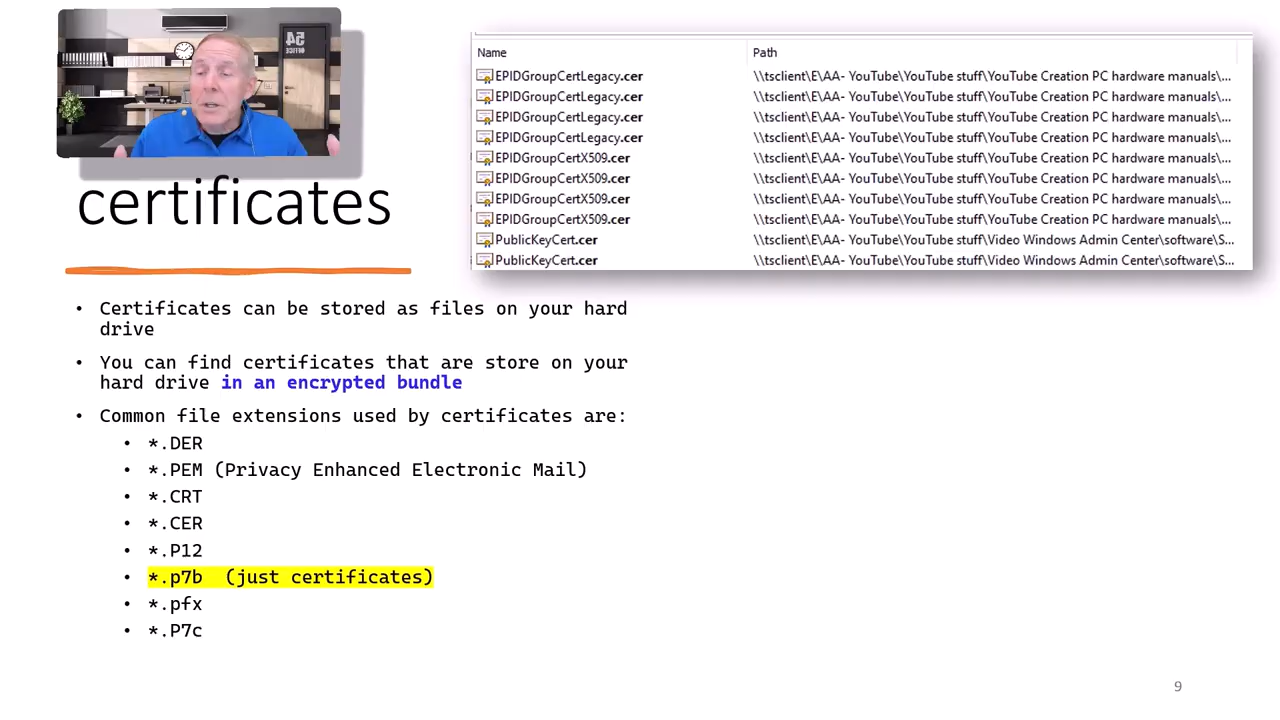 54
OFFICE
certificates
Name Path
EPIDGroupCertLegacy.cer \\tsclient\E\AA- YouTube\YouTube stuff\YouTube Creation PC hardware manuals\...
EPIDGroupCertLegacy.cer \\tsclient\E\AA- YouTube\YouTube stuff\YouTube Creation PC hardware manuals\...
EPIDGroupCertLegacy.cer \\tsclient\E\AA- YouTube\YouTube stuff\YouTube Creation PC hardware manuals\...
EPIDGroupCertLegacy.cer \\tsclient\E\AA- YouTube\YouTube stuff\YouTube Creation PC hardware manuals\...
EPIDGroupCertX509.cer \\tsclient\E\AA- YouTube\YouTube stuff\YouTube Creation PC hardware manuals\...
EPIDGroupCertX509.cer \\tsclient\E\AA- YouTube\YouTube stuff\YouTube Creation PC hardware manuals\...
EPIDGroupCertX509.cer \\tsclient\E\AA- YouTube\YouTube stuff\YouTube Creation PC hardware manuals\...
EPIDGroupCertX509.cer \\tsclient\E\AA- YouTube\YouTube stuff\YouTube Creation PC hardware manuals\...
PublicKeyCert.cer \\tsclient\E\AA- YouTube\YouTube stuff\Video Windows Admin Center\software\S...
PublicKeyCert.cer \\tsclient\E\AA- YouTube\YouTube stuff\Video Windows Admin Center\software\S...
• Certificates can be stored as files on your hard
drive
• You can find certificates that are store on your
hard drive in an encrypted bundle
• Common file extensions used by certificates are:
• *.DER
• *.PEM (Privacy Enhanced Electronic Mail)
• *.CRT
• *.CER
• *.P12
• *.p7b (just certificates)
• *.pfx
• *.P7c
9